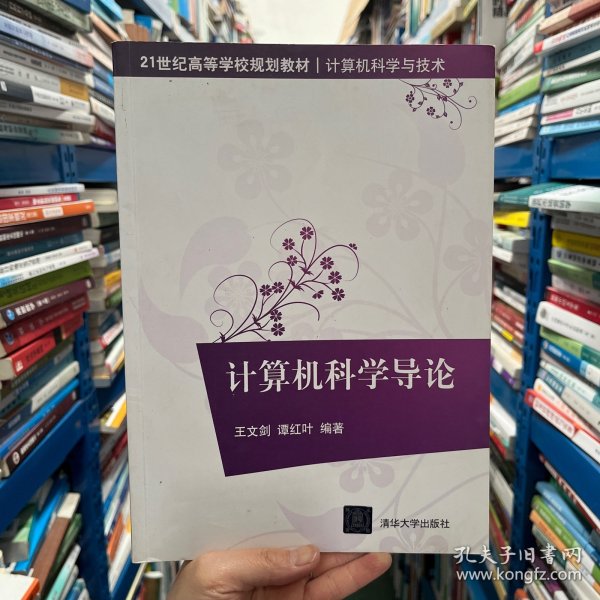 21世纪高等学校规划教材 | 计算机科学与技术
计算机科学导论
王文剑 谭红叶 编著
清华大学出版社
孔夫子旧书网
www.kongfz.com